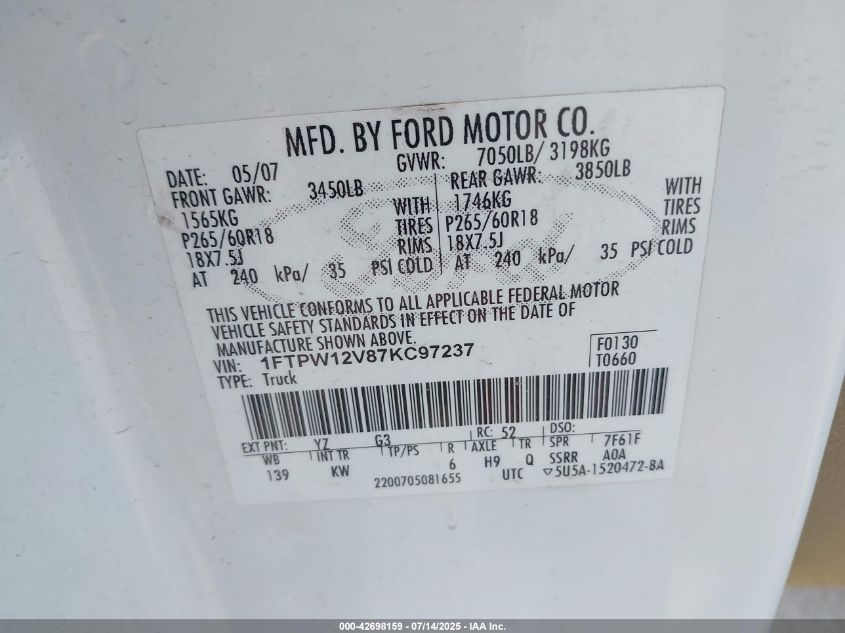 MFD. BY FORD MOTOR CO.
DATE: 05/07 GVWR: 7050LB/ 3198KG
FRONT GAWR: 3450LB REAR GAWR: 3850LB
1565KG WITH 1746KG WITH
P265/60R18 TIRES P265/60R18 TIRES
18X7.5J RIMS 18X7.5J RIMS
AT 240 kPa/ 35 PSI COLD AT 240 kPa/ 35 PSI COLD
THIS VEHICLE CONFORMS TO ALL APPLICABLE FEDERAL MOTOR
VEHICLE SAFETY STANDARDS IN EFFECT ON THE DATE OF
MANUFACTURE SHOWN ABOVE.
VIN: 1FTPW12V87KC97237 F0130
TYPE: Truck T0660
EXT PNT: YZ G3 RC: 52 DSO:
WB INT TR TP/PS R AXLE TR SPR 7F61F
139 KW 6 H9 Q SSRR A0A
2200705081655 UTC ▽5U5A-1520472-BA
000-42698159 - 07/14/2025 - IAA Inc.